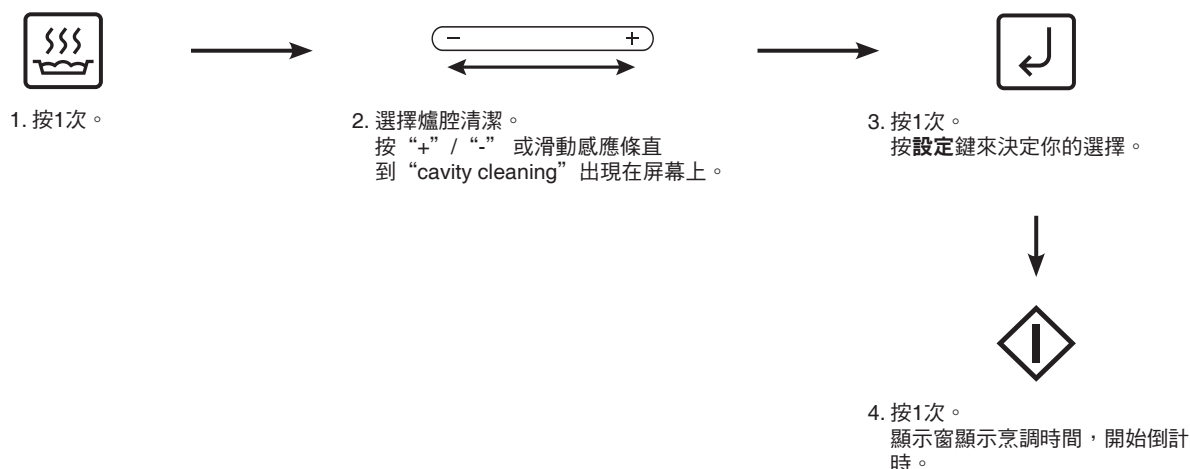 − +
1. 按1次。
2. 選擇爐腔清潔。
按“+”/“-” 或滑動感應條直
到“cavity cleaning”出現在屏幕上。
3. 按1次。
按設定鍵來決定你的選擇。
4. 按1次。
顯示窗顯示烹調時間，開始倒計
時。